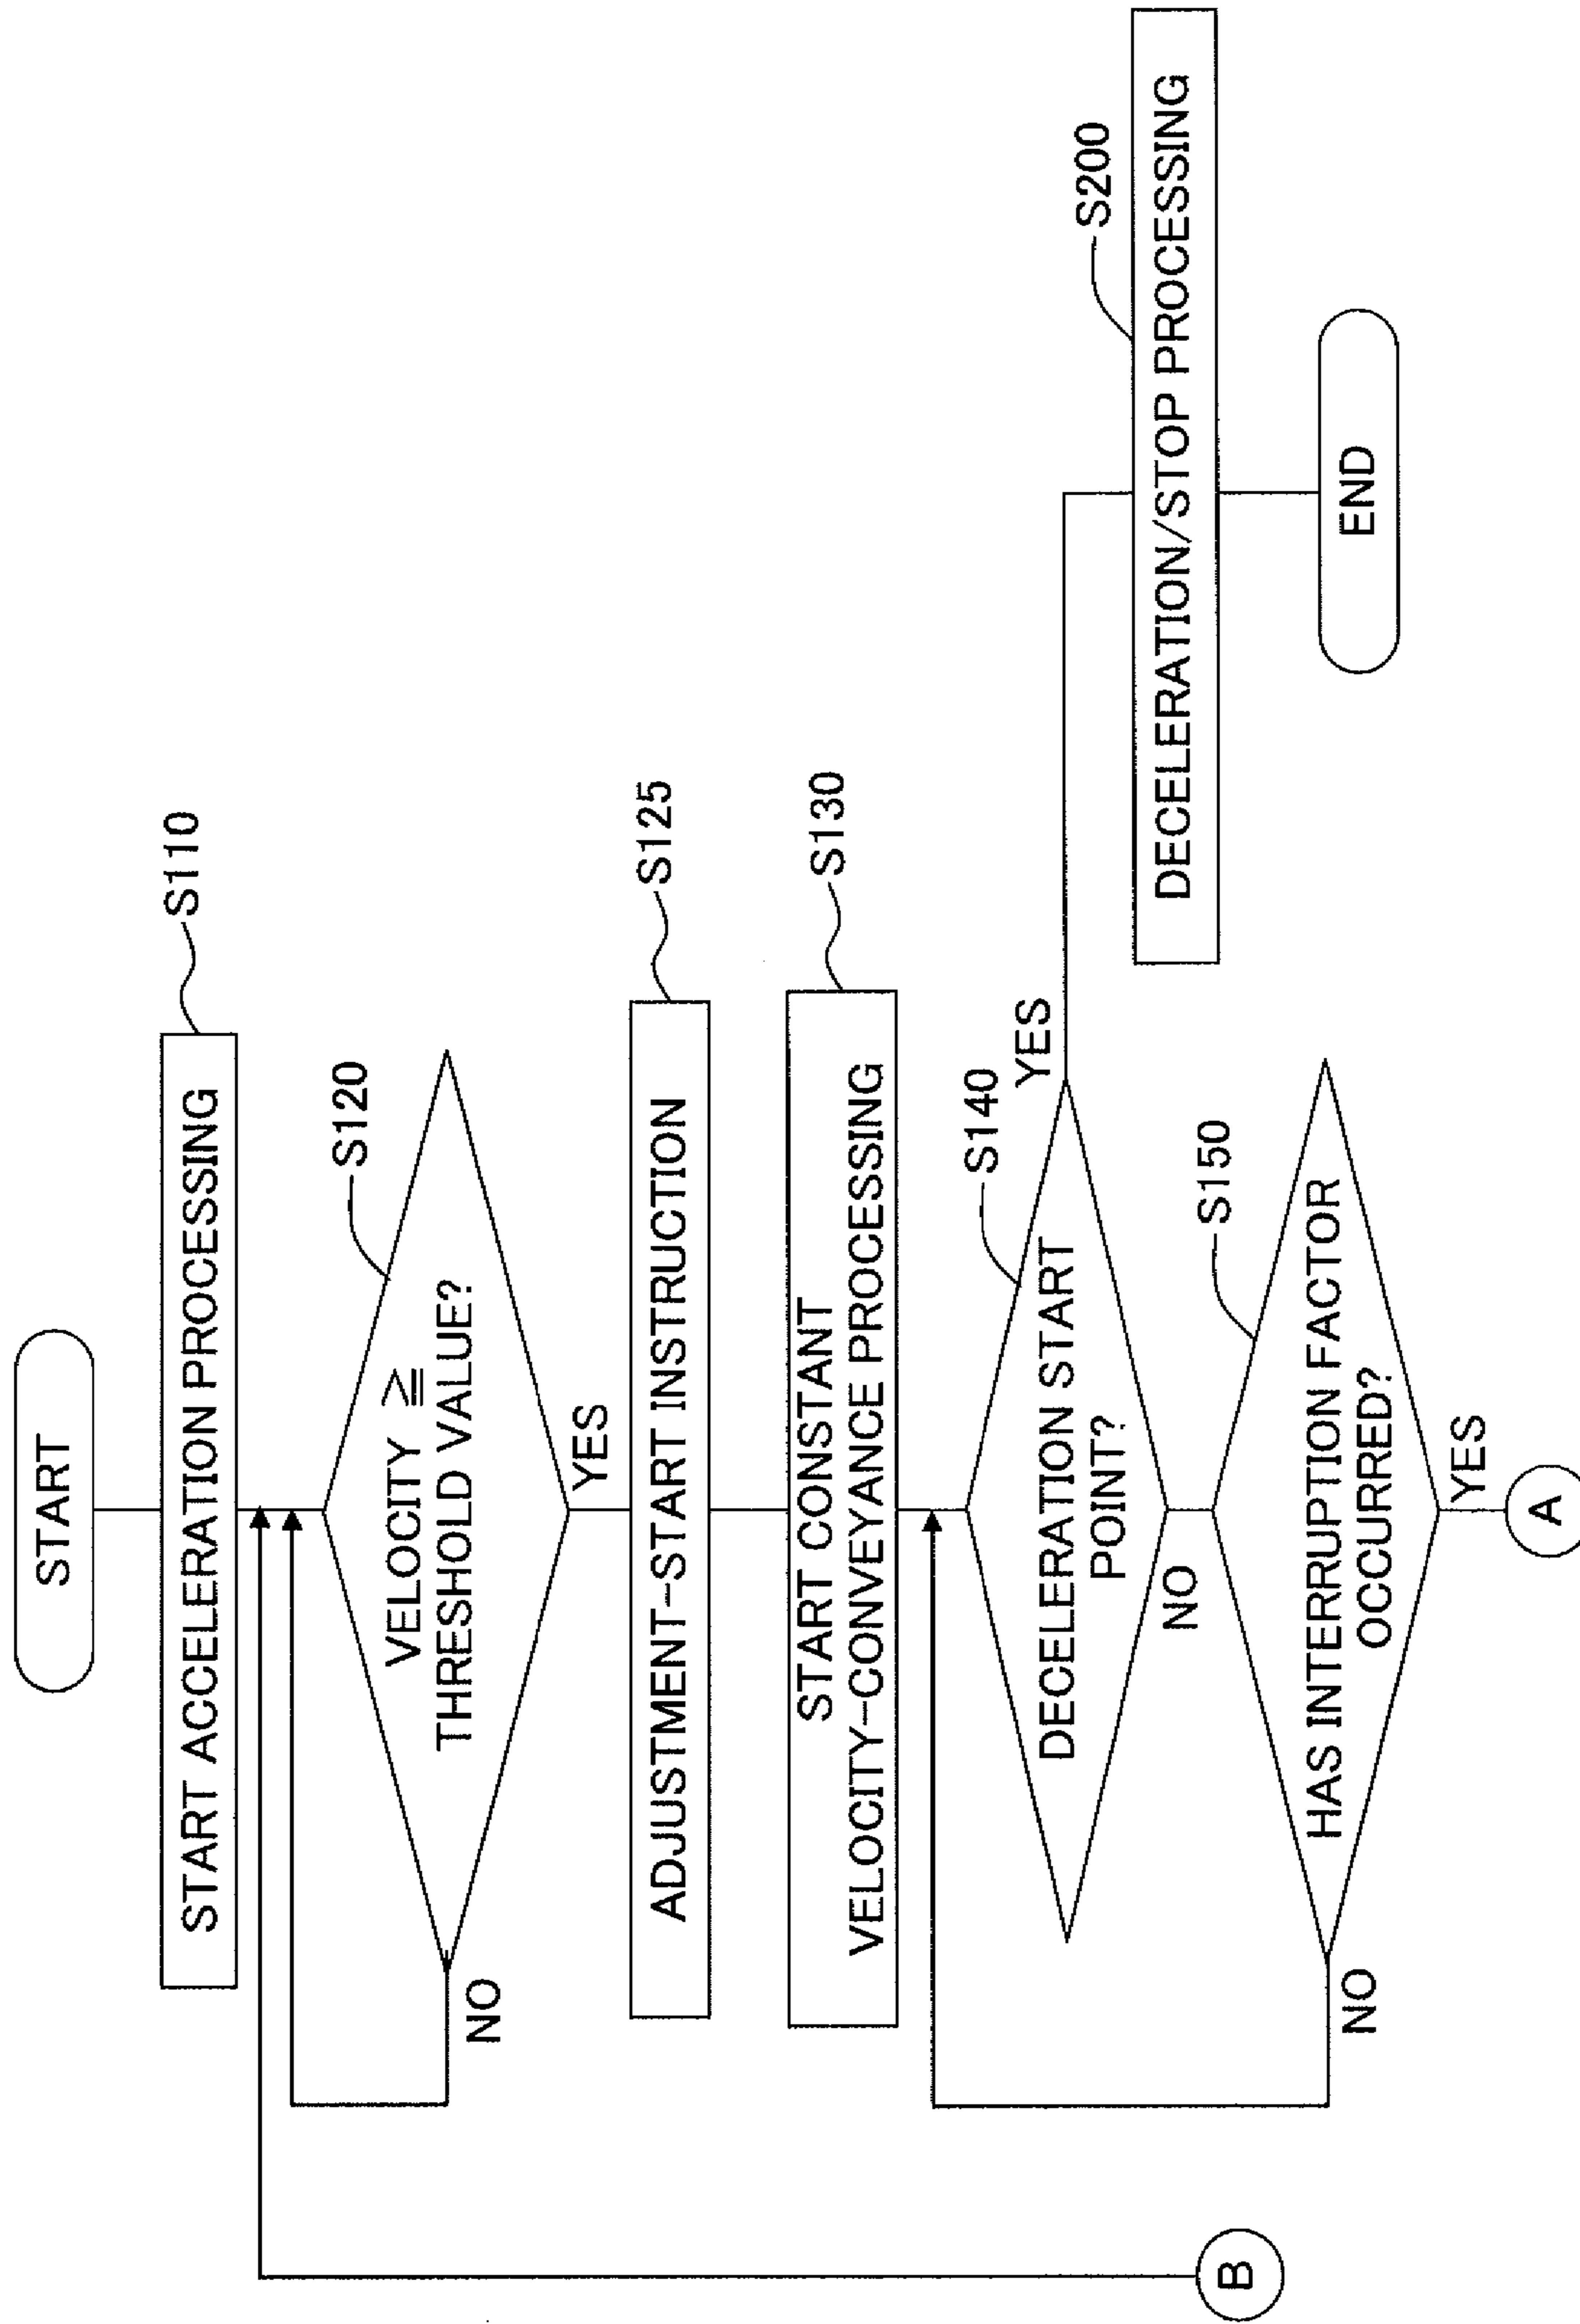 START
START ACCELERATION PROCESSING
S110
VELOCITY ≧
THRESHOLD VALUE?
S120
NO
YES
ADJUSTMENT-START INSTRUCTION
S125
START CONSTANT
VELOCITY-CONVEYANCE PROCESSING
S130
DECELERATION START
POINT?
S140
YES
NO
DECELERATION/STOP PROCESSING
S200
END
HAS INTERRUPTION FACTOR
OCCURRED?
S150
NO
YES
A
B